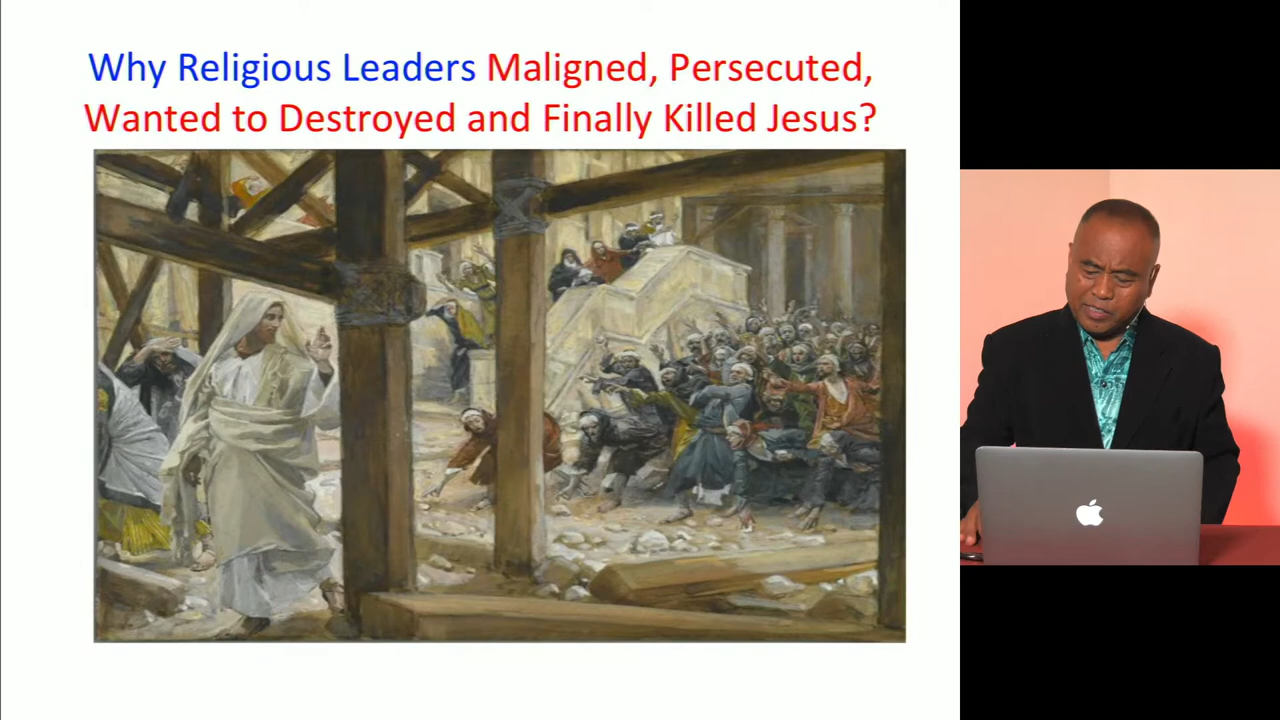 Why Religious Leaders Maligned, Persecuted,
Wanted to Destroyed and Finally Killed Jesus?